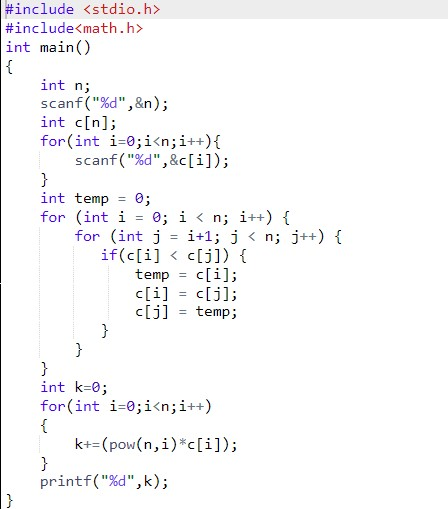 #include <stdio.h>
#include<math.h>
int main()
{
    int n;
    scanf("%d",&n);
    int c[n];
    for(int i=0;i<n;i++){
        scanf("%d",&c[i]);
    }
    int temp = 0;
    for (int i = 0; i < n; i++) {
        for (int j = i+1; j < n; j++) {
           if(c[i] < c[j]) {
               temp = c[i];
               c[i] = c[j];
               c[j] = temp;
           }
        }
    }
    int k=0;
    for(int i=0;i<n;i++)
    {
        k+=(pow(n,i)*c[i]);
    }
    printf("%d",k);
}